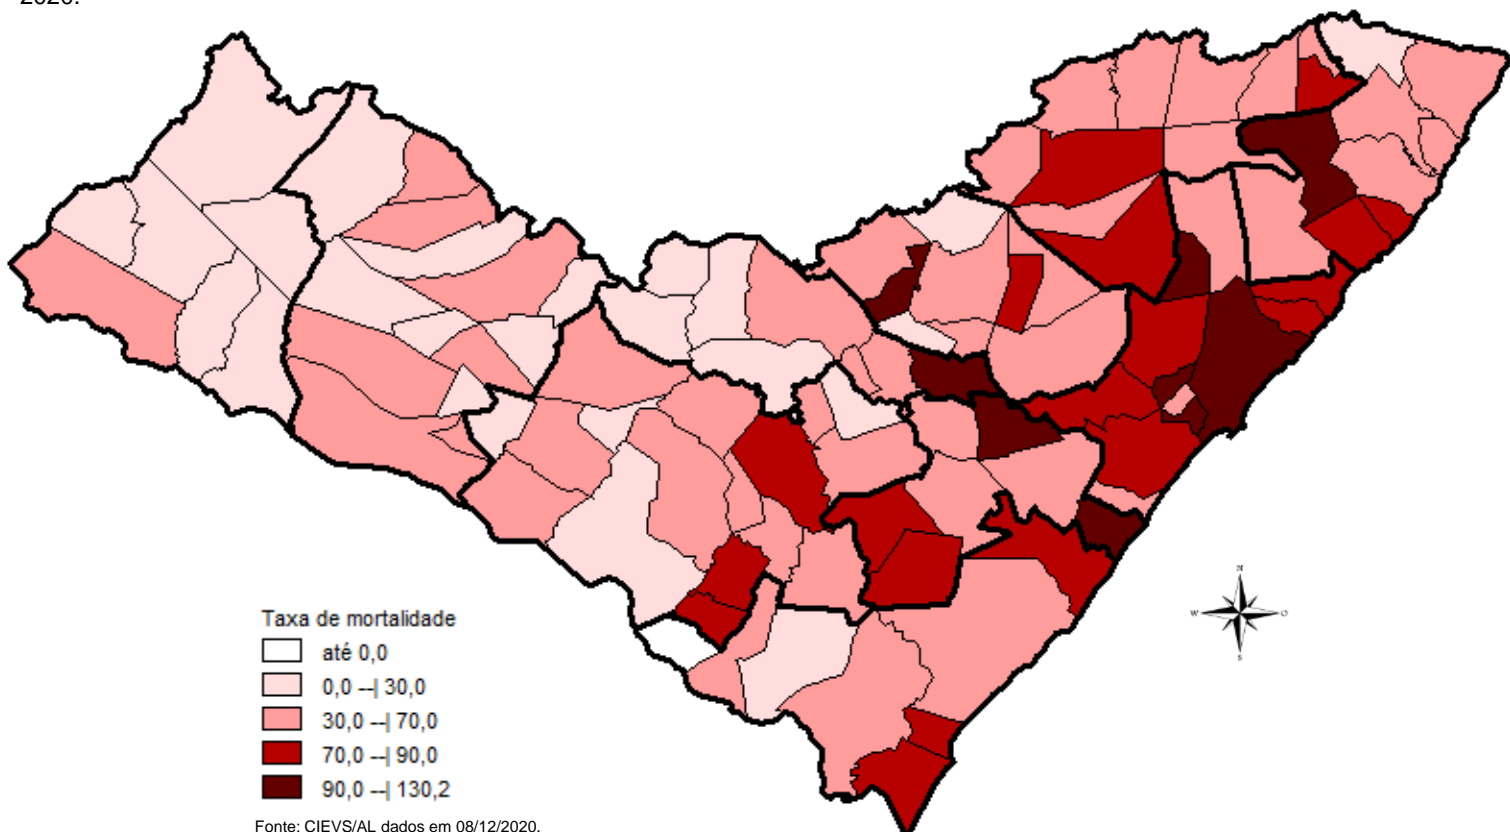 2020.
N
W
O
S
Taxa de mortalidade
até 0,0
0,0 --| 30,0
30,0 --| 70,0
70,0 --| 90,0
90,0 --| 130,2
Fonte: CIEVS/AL dados em 08/12/2020.